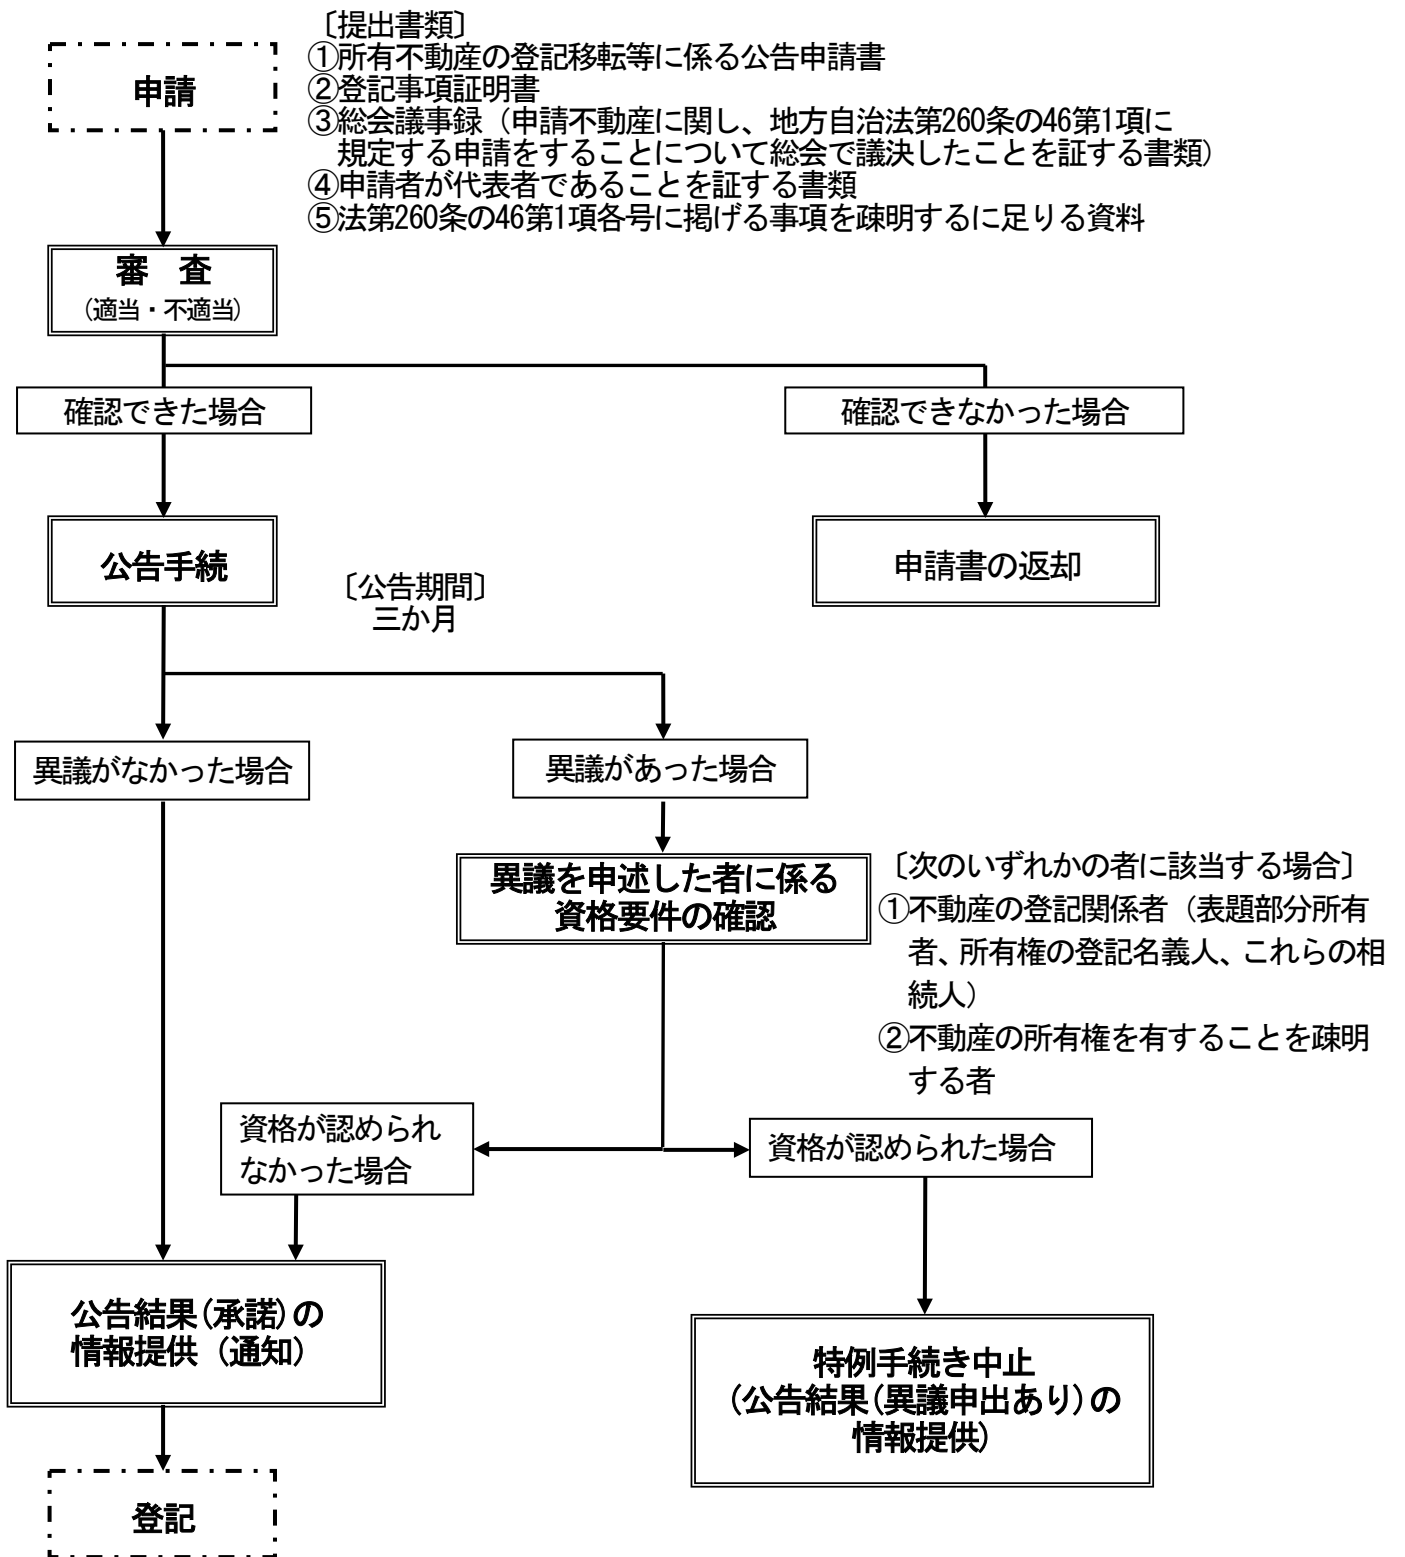 〔提出書類〕
①所有不動産の登記移転等に係る公告申請書
②登記事項証明書
③総会議事録（申請不動産に関し、地方自治法第260条の46第1項に
規定する申請をすることについて総会で議決したことを証する書類）
④申請者が代表者であることを証する書類
⑤法第260条の46第1項各号に掲げる事項を疎明するに足りる資料
申請
審　査
（適当・不適当）
確認できた場合
確認できなかった場合
公告手続
申請書の返却
〔公告期間〕
三か月
異議がなかった場合
異議があった場合
異議を申述した者に係る
資格要件の確認
〔次のいずれかの者に該当する場合〕
①不動産の登記関係者（表題部分所有
者、所有権の登記名義人、これらの相
続人）
②不動産の所有権を有することを疎明
する者
資格が認められ
なかった場合
資格が認められた場合
公告結果（承諾）の
情報提供（通知）
特例手続き中止
（公告結果（異議申出あり）の
情報提供）
登記